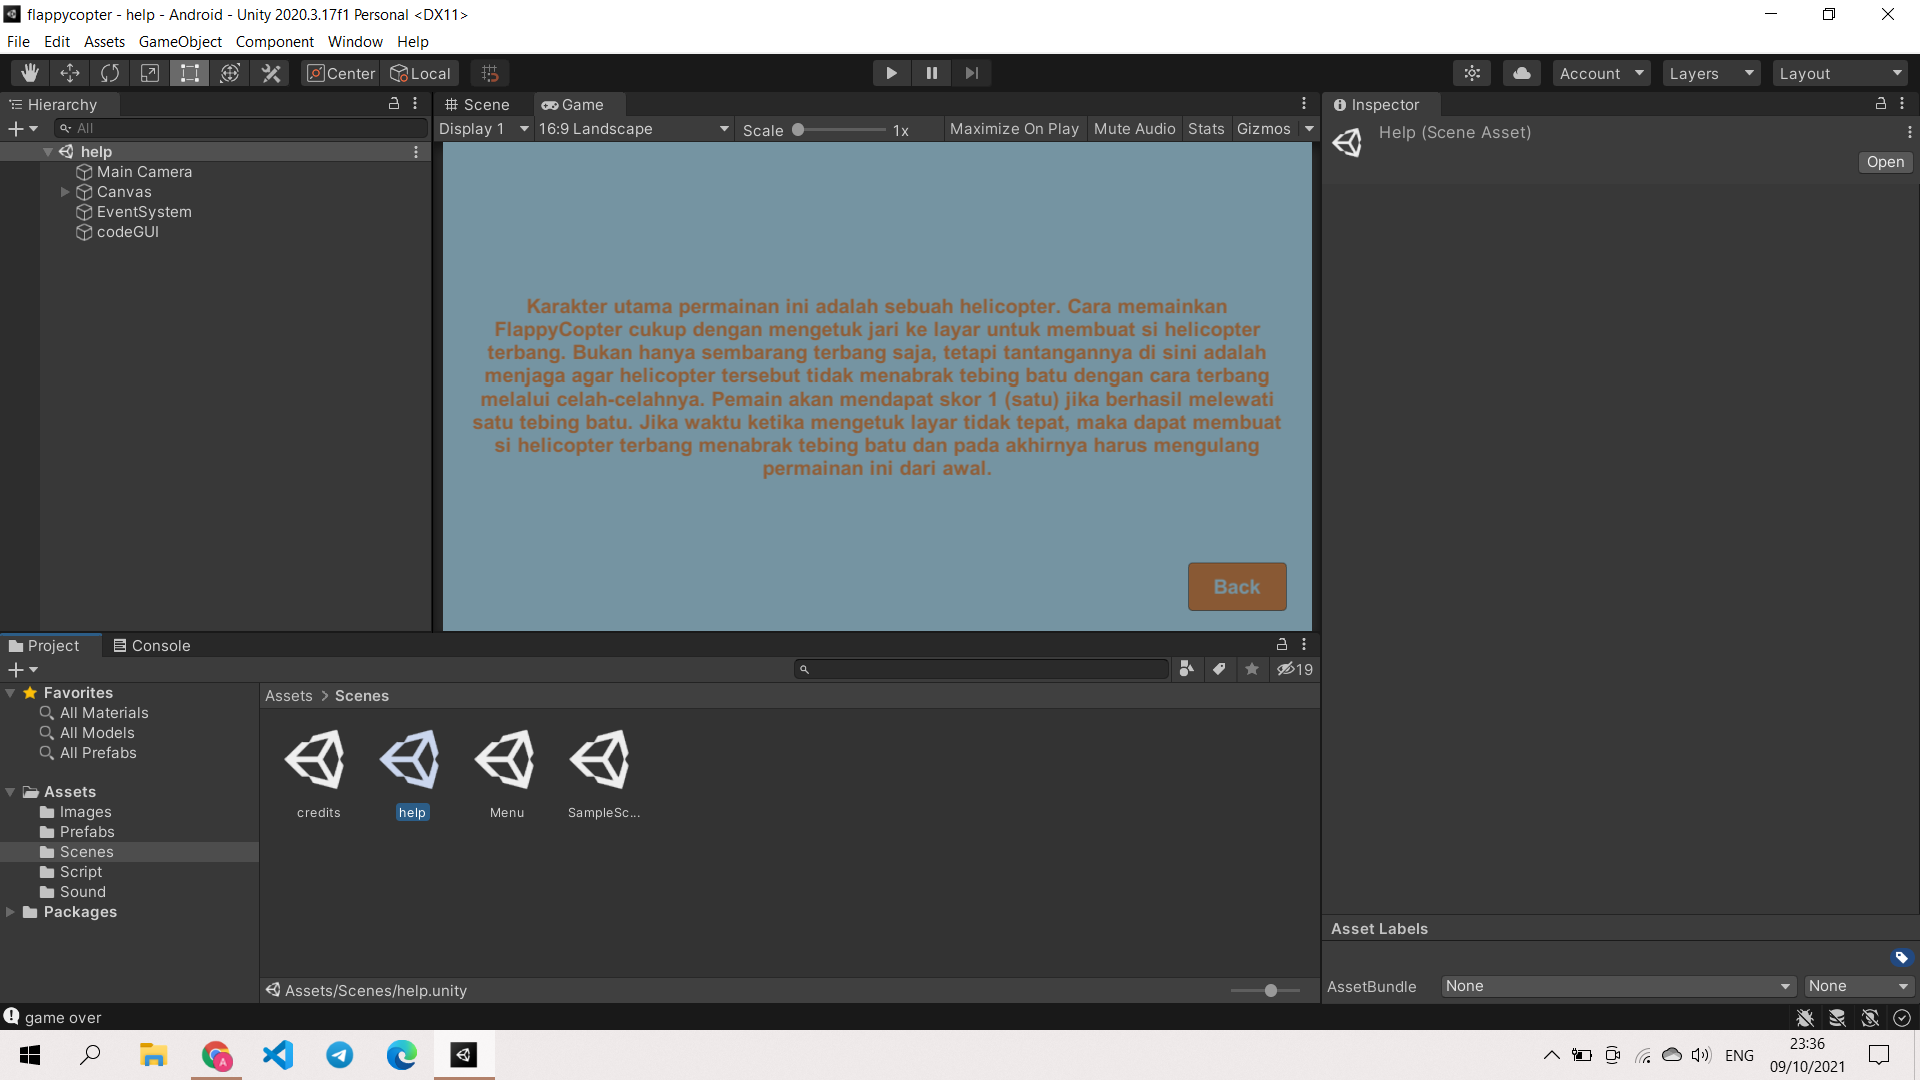 flappycopter - help - Android - Unity 2020.3.17f1 Personal <DX11>
File Edit Assets GameObject Component Window Help
Center Local Account Layers Layout
Hierarchy
All
help
Main Camera
Canvas
EventSystem
codeGUI
Scene Game
Display 1 16:9 Landscape Scale 1x Maximize On Play Mute Audio Stats Gizmos
Karakter utama permainan ini adalah sebuah helicopter. Cara memainkan
FlappyCopter cukup dengan mengetuk jari ke layar untuk membuat si helicopter
terbang. Bukan hanya sembarang terbang saja, tetapi tantangannya di sini adalah
menjaga agar helicopter tersebut tidak menabrak tebing batu dengan cara terbang
melalui celah-celahnya. Pemain akan mendapat skor 1 (satu) jika berhasil melewati
satu tebing batu. Jika waktu ketika mengetuk layar tidak tepat, maka dapat membuat
si helicopter terbang menabrak tebing batu dan pada akhirnya harus mengulang
permainan ini dari awal.
Back
Inspector
Help (Scene Asset)
Open
Project Console
19
Favorites
All Materials
All Models
All Prefabs
Assets
Images
Prefabs
Scenes
Script
Sound
Packages
Assets > Scenes
credits help Menu SampleSc...
Assets/Scenes/help.unity
Asset Labels
AssetBundle None None
game over
A
ENG
23:36
09/10/2021